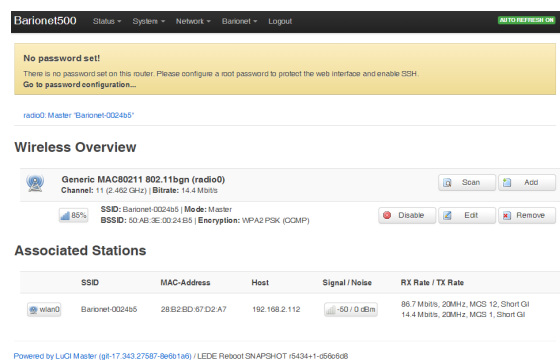 Barionet500 Status System Network Barionet Logout AUTO REFRESH ON
No password set!
There is no password set on this router. Please configure a root password to protect the web interface and enable SSH.
Go to password configuration...
radio0: Master "Barionet-0024b5"
Wireless Overview
Generic MAC80211 802.11bgn (radio0)
Channel: 11 (2.462 GHz) | Bitrate: 14.4 Mbit/s
Scan Add
85%
SSID: Barionet-0024b5 | Mode: Master
BSSID: 50:AB:3E:00:24:B5 | Encryption: WPA2 PSK (CCMP)
Disable Edit Remove
Associated Stations
SSID MAC-Address Host Signal / Noise RX Rate / TX Rate
wlan0 Barionet-0024b5 28:B2:BD:67:D2:A7 192.168.2.112 -50 / 0 dBm
86.7 Mbit/s, 20MHz, MCS 12, Short GI
14.4 Mbit/s, 20MHz, MCS 1, Short GI
Powered by LuCI Master (git-17.343.27587-8e6b1a6) / LEDE Reboot SNAPSHOT r5434+1-d56c6d8